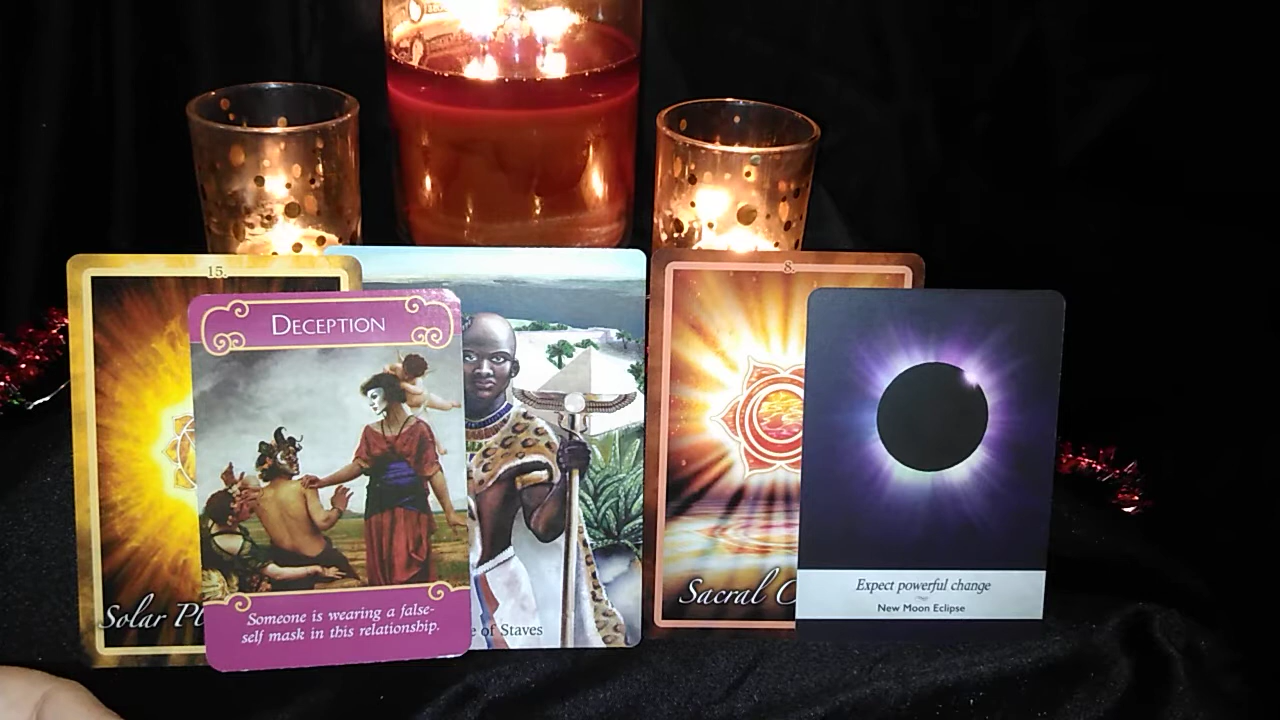 15.
8.
DECEPTION
Solar Pl
Someone is wearing a false-
self mask in this relationship.
e of Staves
Sacral C
Expect powerful change
New Moon Eclipse